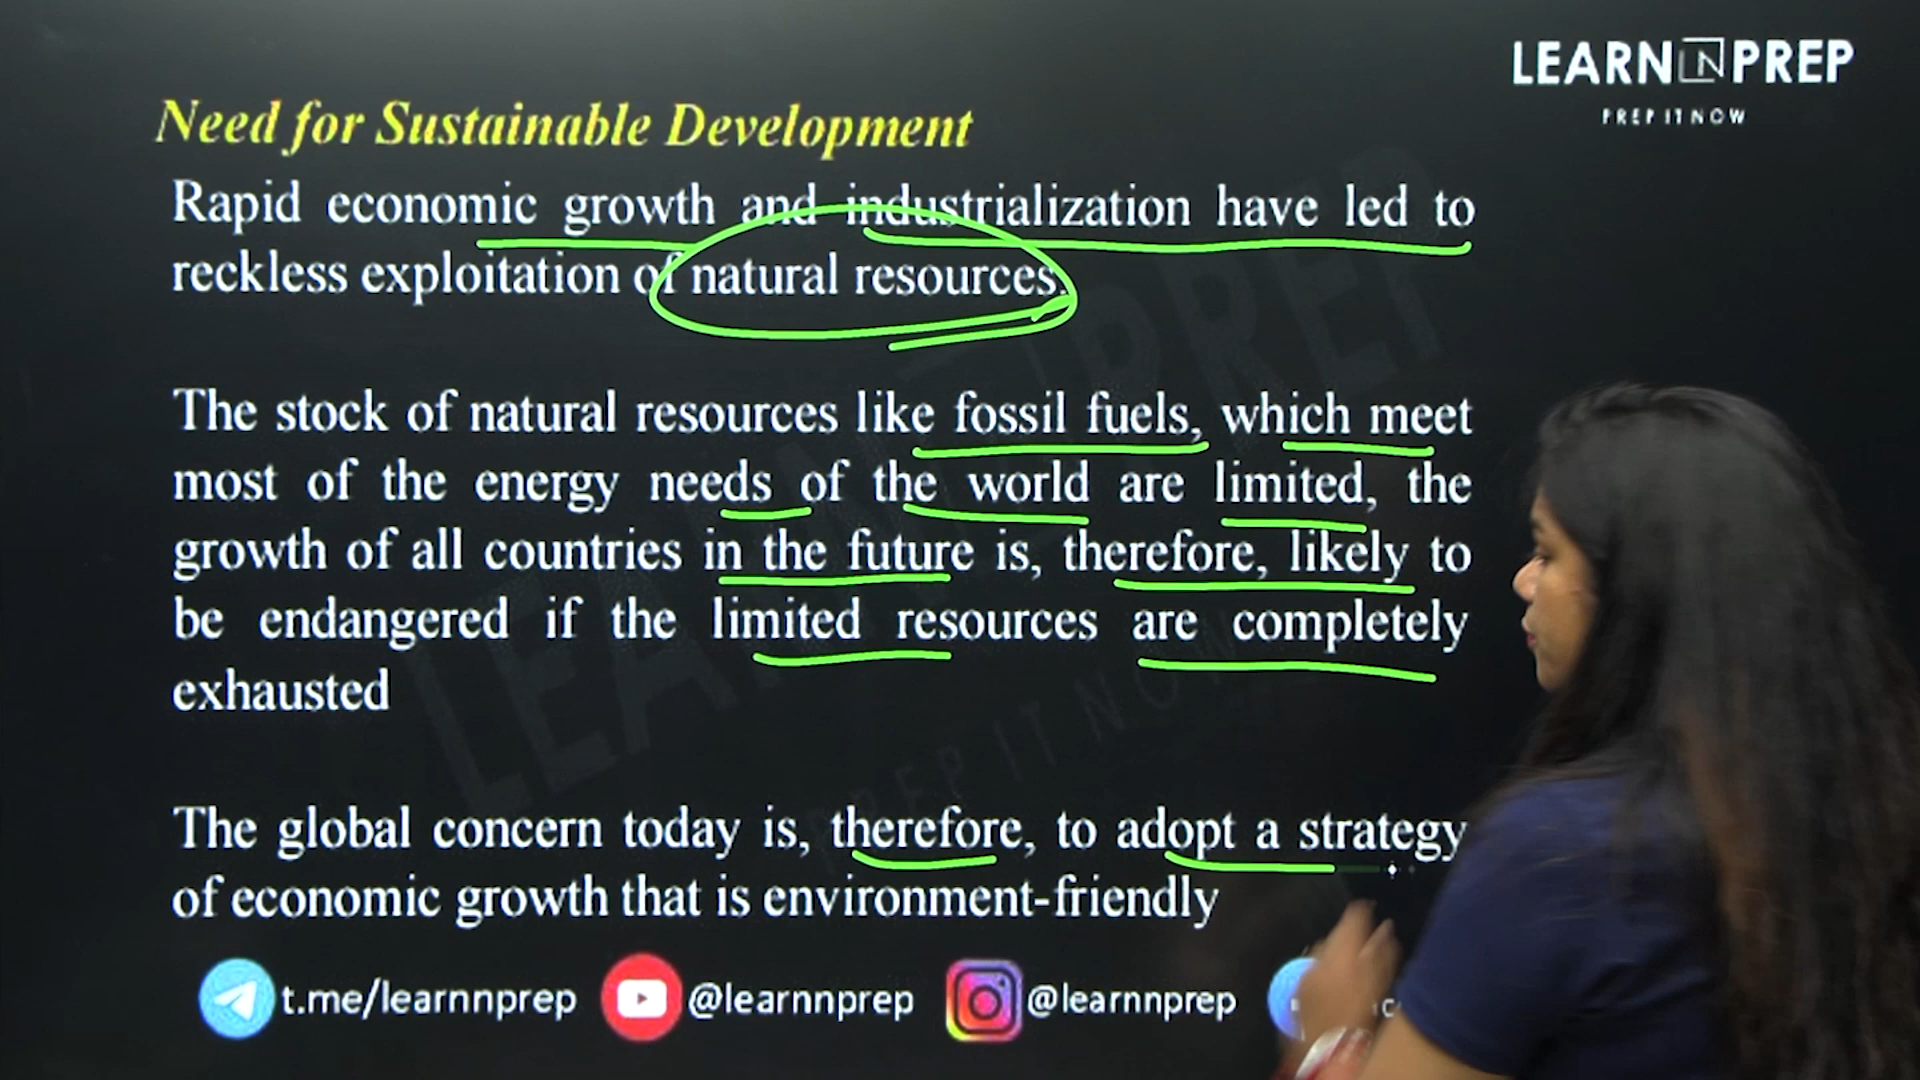 LEARN N PREP
PREP IT NOW
Need for Sustainable Development
Rapid economic growth and industrialization have led to
reckless exploitation of natural resources.
The stock of natural resources like fossil fuels, which meet
most of the energy needs of the world are limited, the
growth of all countries in the future is, therefore, likely to
be endangered if the limited resources are completely
exhausted
The global concern today is, therefore, to adopt a strategy
of economic growth that is environment-friendly
t.me/learnnprep @learnnprep @learnnprep